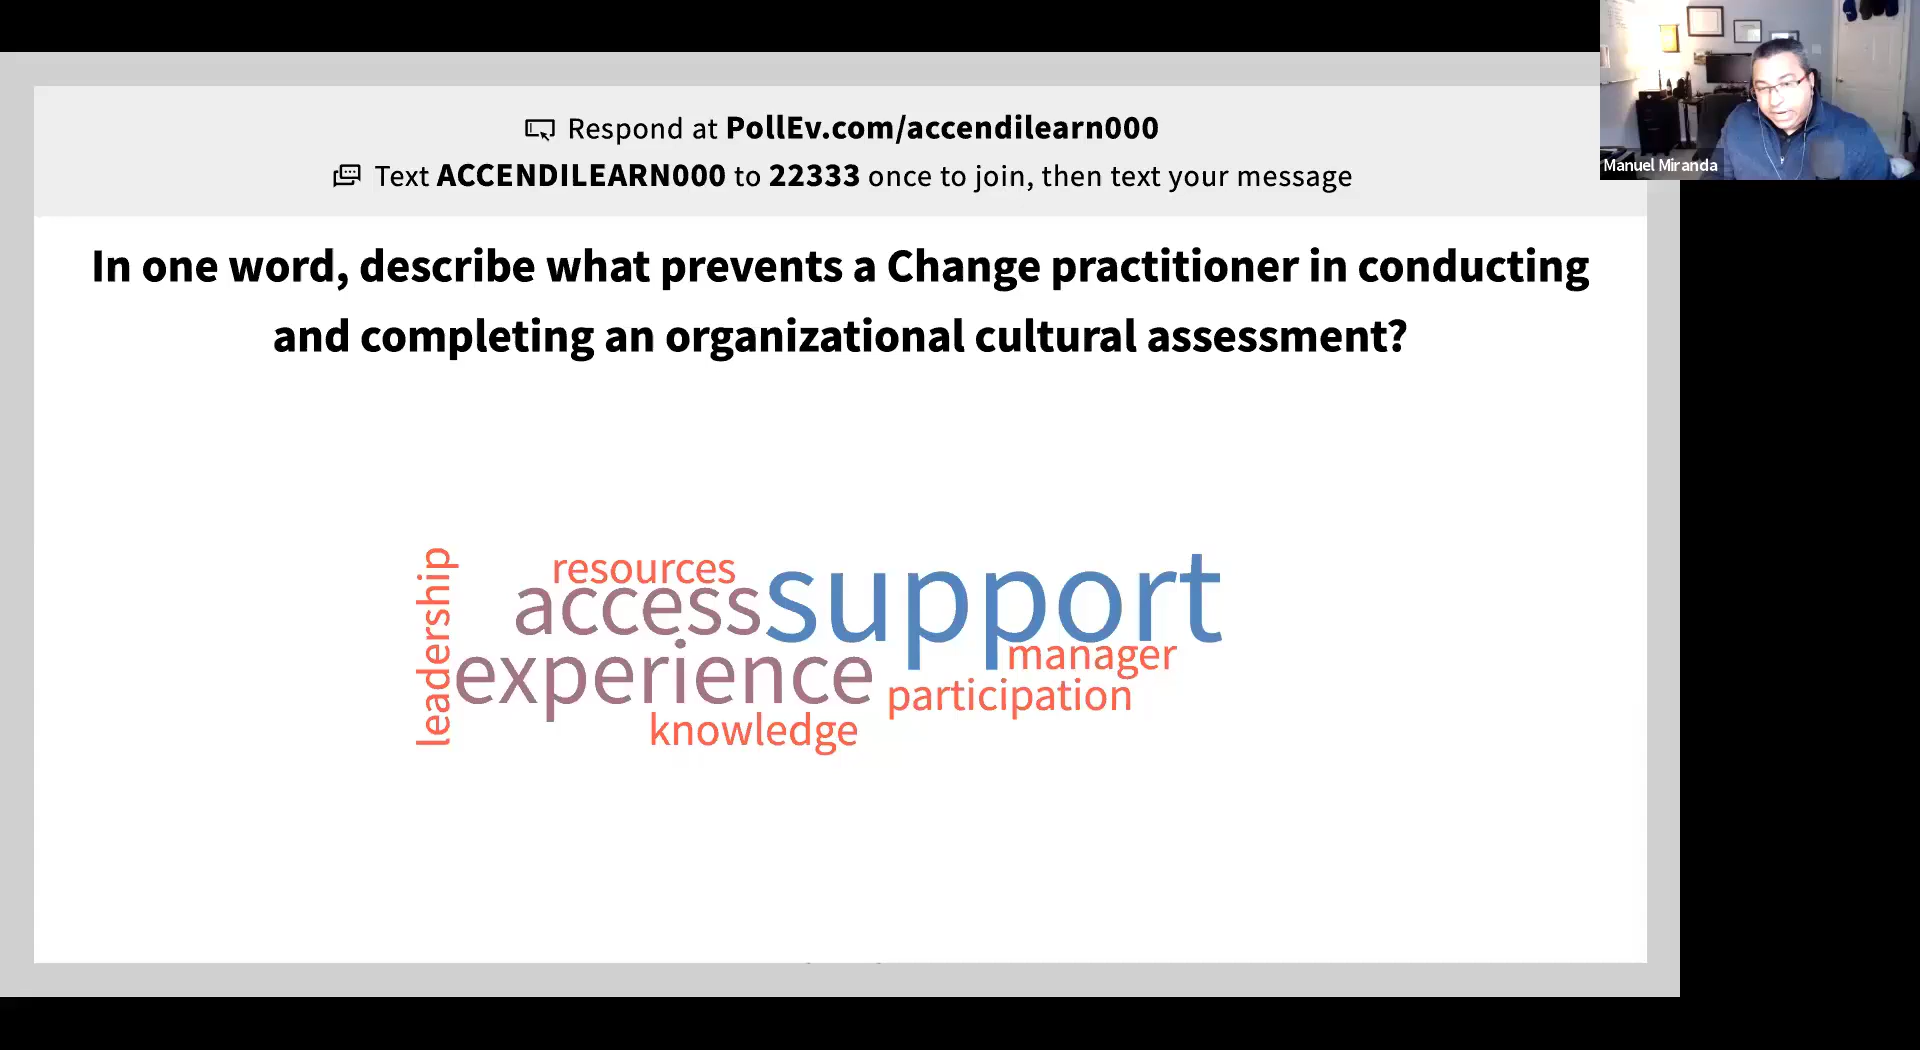 Respond at PollEv.com/accendilearn000
Text ACCENDILEARN000 to 22333 once to join, then text your message
Manuel Miranda
In one word, describe what prevents a Change practitioner in conducting
and completing an organizational cultural assessment?
leadership
resources
access
support
experience
manager
participation
knowledge